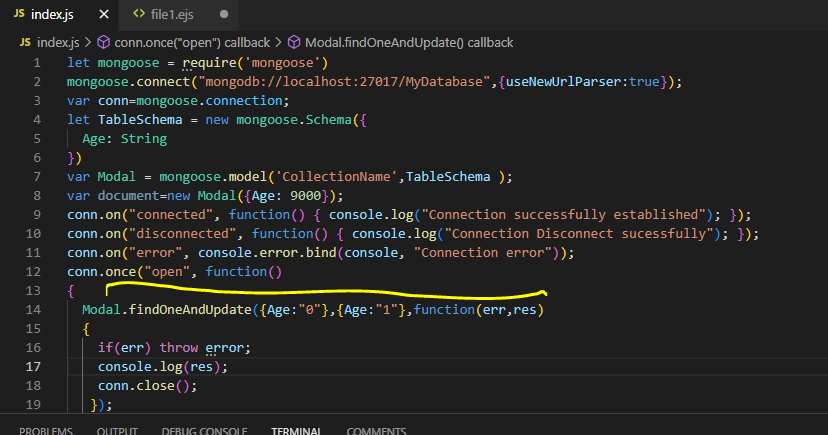 JS index.js × <> file1.ejs ●
JS index.js > conn.once("open") callback > Modal.findOneAndUpdate() callback
1 let mongoose = require('mongoose')
2 mongoose.connect("mongodb://localhost:27017/MyDatabase",{useNewUrlParser:true});
3 var conn=mongoose.connection;
4 let TableSchema = new mongoose.Schema({
5 Age: String
6 })
7 var Modal = mongoose.model('CollectionName',TableSchema );
8 var document=new Modal({Age: 9000});
9 conn.on("connected", function() { console.log("Connection successfully established"); });
10 conn.on("disconnected", function() { console.log("Connection Disconnect sucessfully"); });
11 conn.on("error", console.error.bind(console, "Connection error"));
12 conn.once("open", function()
13 {
14 Modal.findOneAndUpdate({Age:"0"},{Age:"1"},function(err,res)
15 {
16 if(err) throw error;
17 console.log(res);
18 conn.close();
19 });
PROBLEMS OUTPUT DEBUG CONSOLE TERMINAL COMMENTS